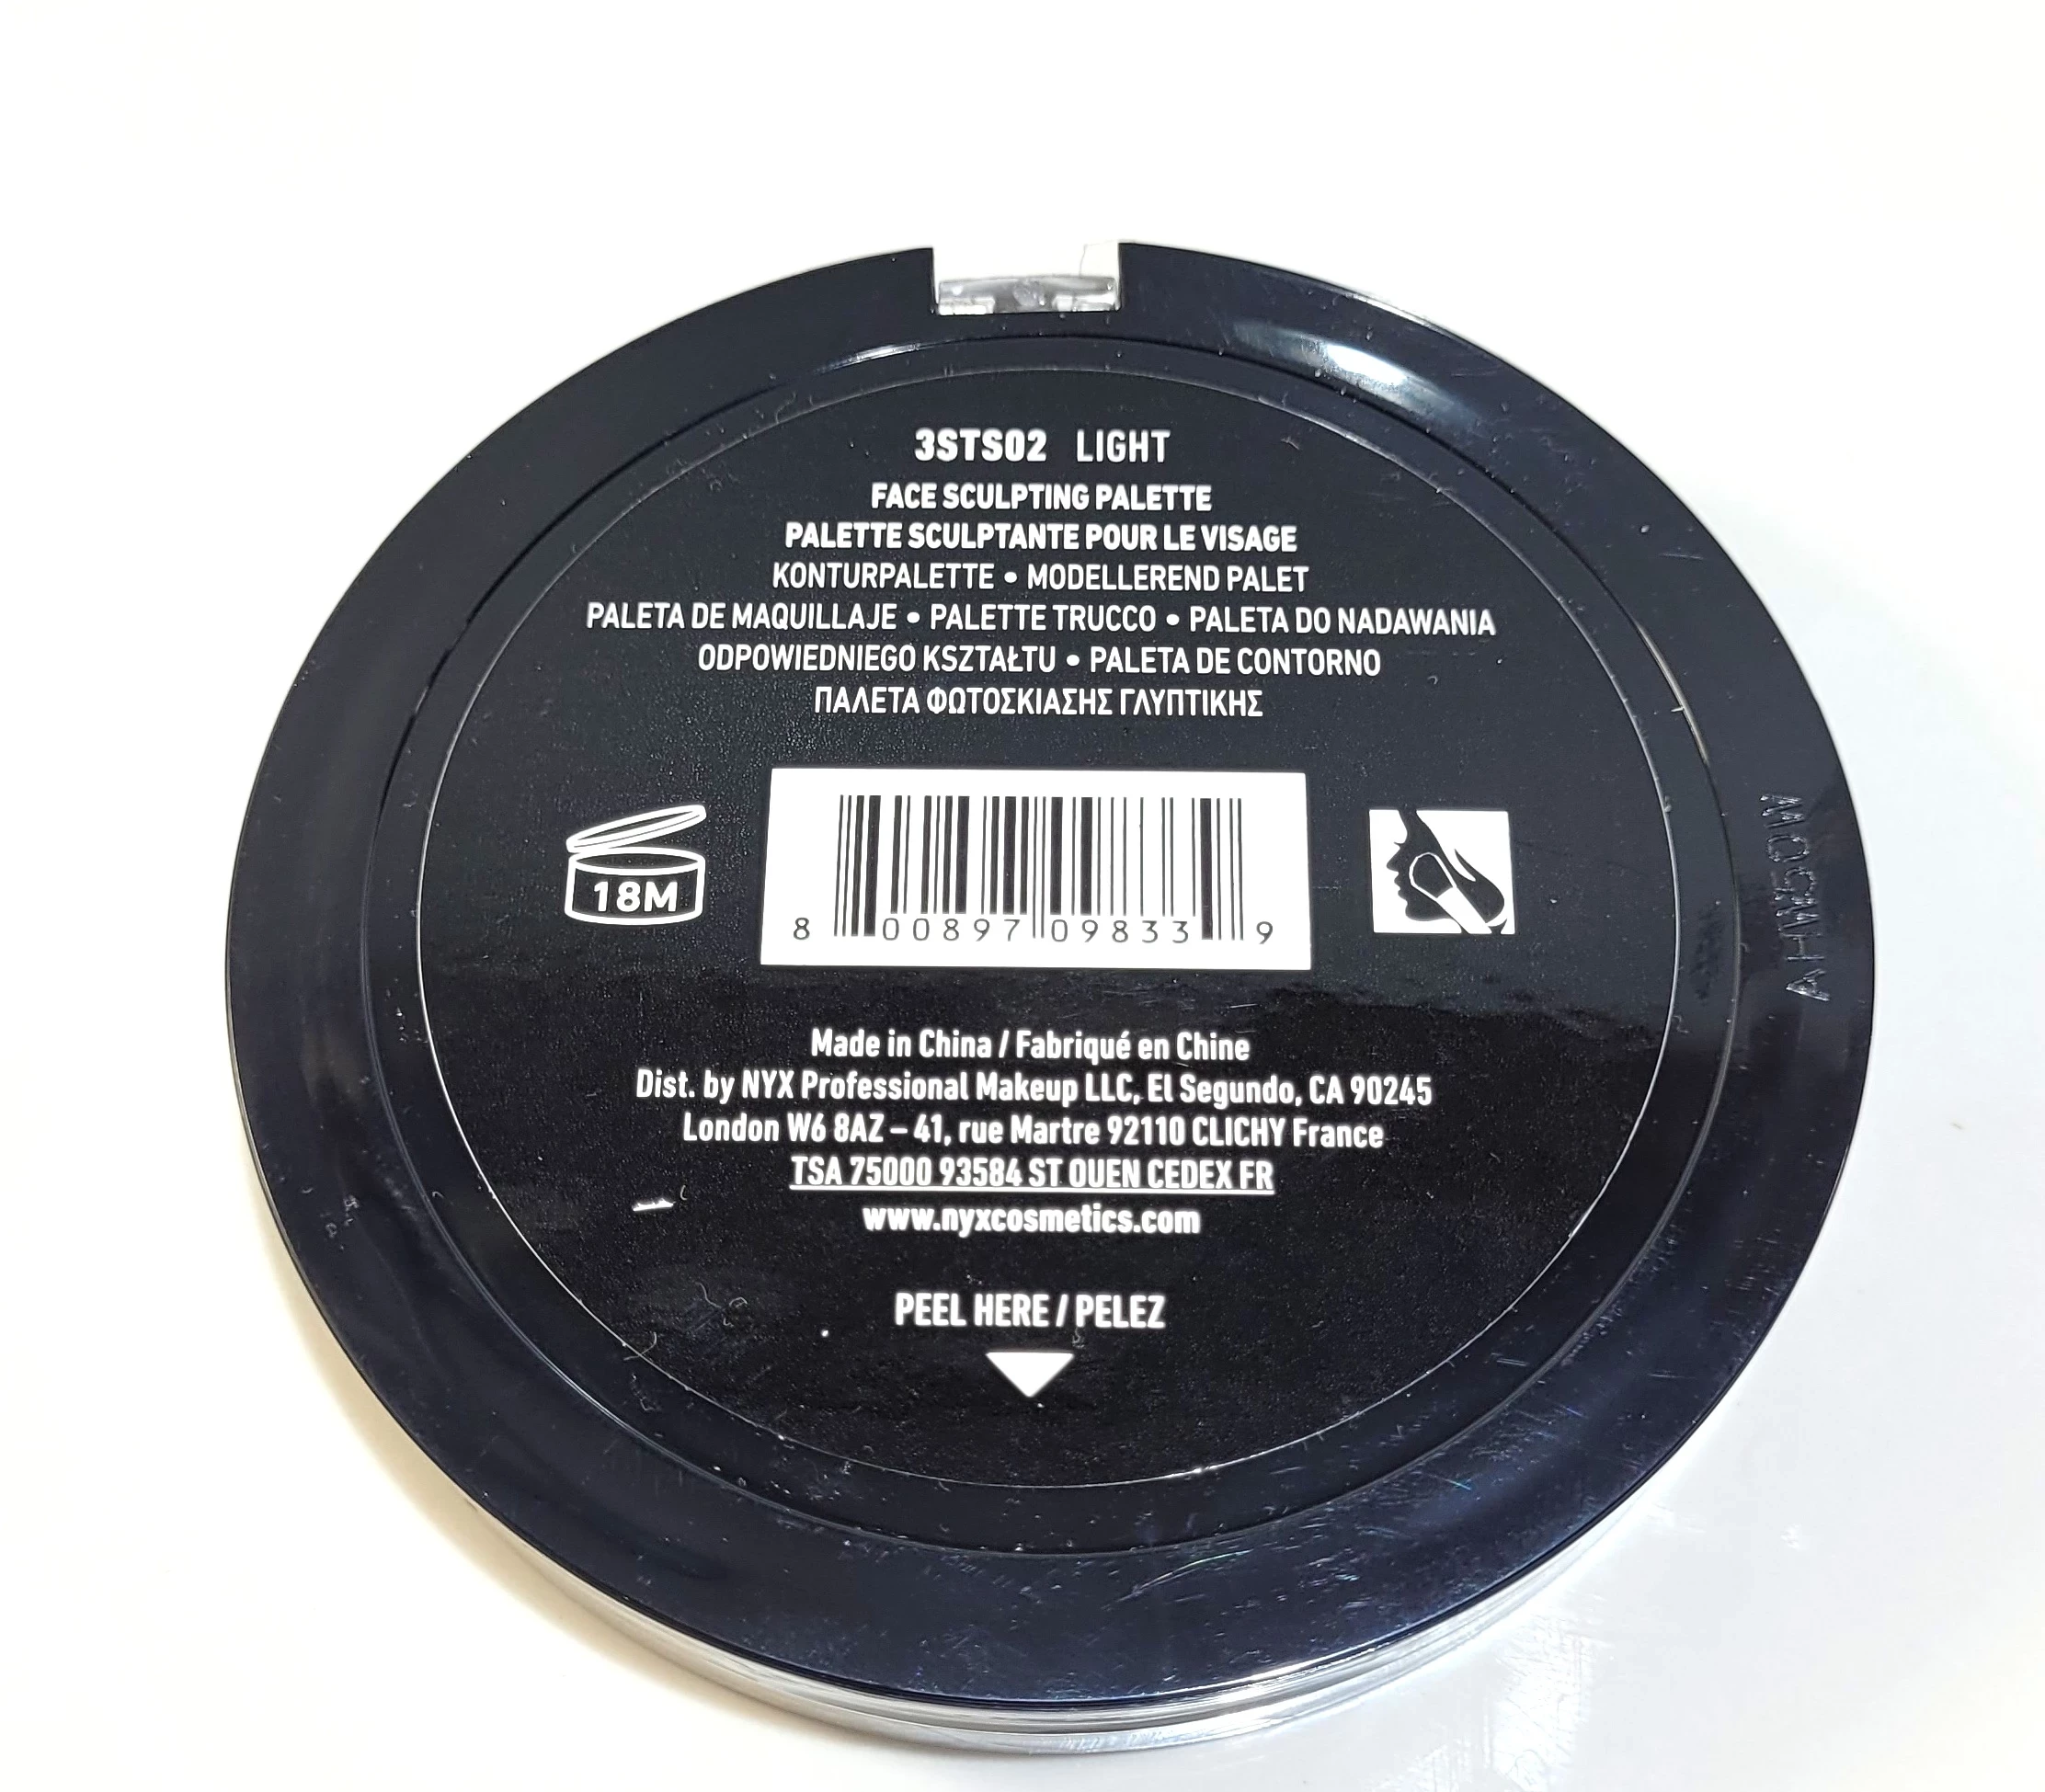 3STS02 LIGHT
FACE SCULPTING PALETTE
PALETTE SCULPTANTE POUR LE VISAGE
KONTURPALETTE • MODELLEREND PALET
PALETA DE MAQUILLAJE • PALETTE TRUCCO • PALETA DO NADAWANIA
ODPOWIEDNIEGO KSZTAŁTU • PALETA DE CONTORNO
ΠΑΛΕΤΑ ΦΩΤΟΣΚΙΑΣΗΣ ΓΛΥΠΤΙΚΗΣ
18M
8 00897 09833 9
Made in China / Fabriqué en Chine
Dist. by NYX Professional Makeup LLC, El Segundo, CA 90245
London W6 8AZ – 41, rue Martre 92110 CLICHY France
TSA 75000 93584 ST OUEN CEDEX FR
www.nyxcosmetics.com
PEEL HERE / PELEZ